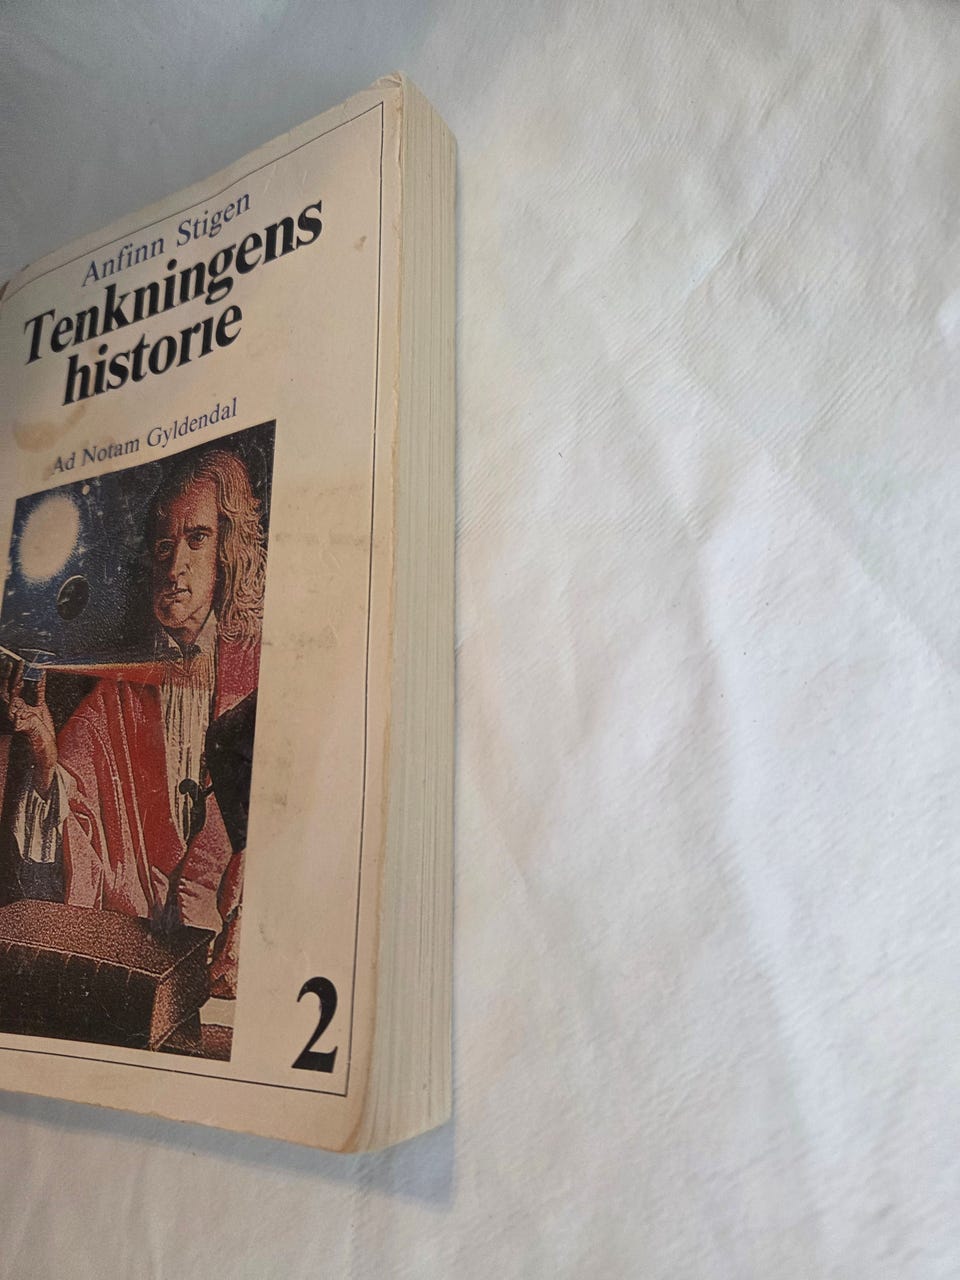 Anfinn Stigen
Tenkningens
historie
Ad Notam Gyldendal
2